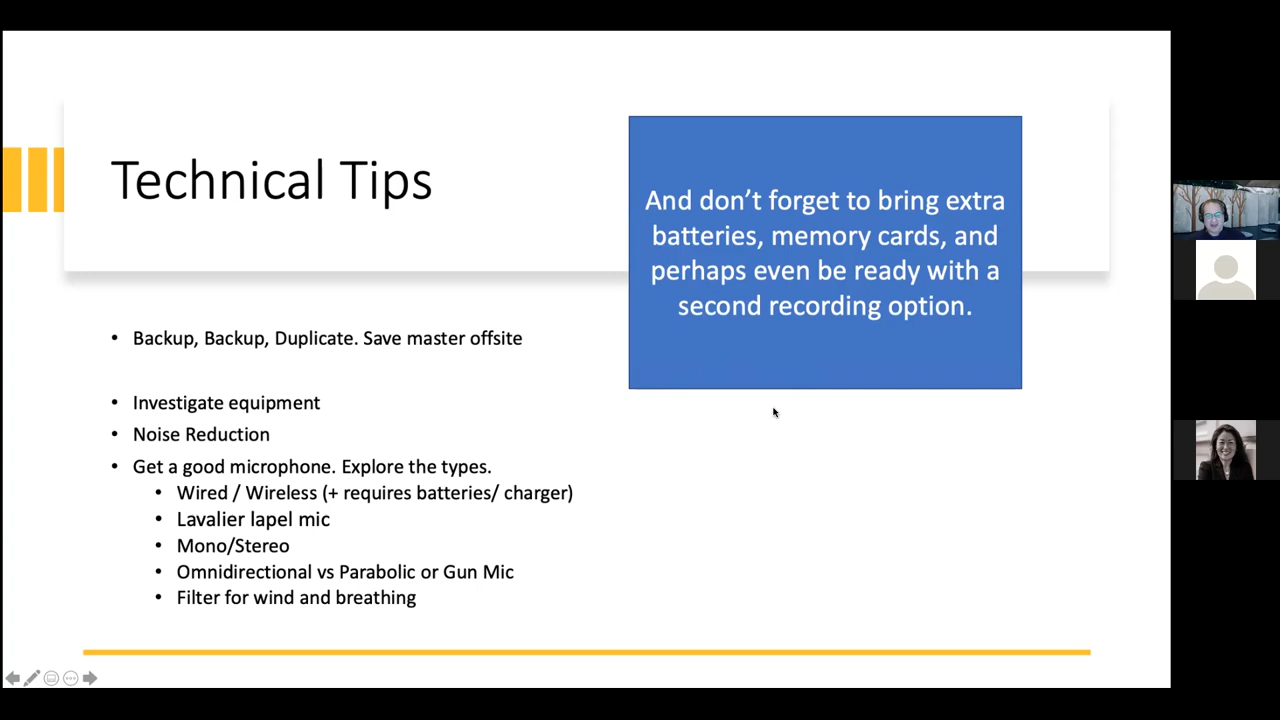 Technical Tips
And don’t forget to bring extra
batteries, memory cards, and
perhaps even be ready with a
second recording option.
• Backup, Backup, Duplicate. Save master offsite
• Investigate equipment
• Noise Reduction
• Get a good microphone. Explore the types.
• Wired / Wireless (+ requires batteries/ charger)
• Lavalier lapel mic
• Mono/Stereo
• Omnidirectional vs Parabolic or Gun Mic
• Filter for wind and breathing